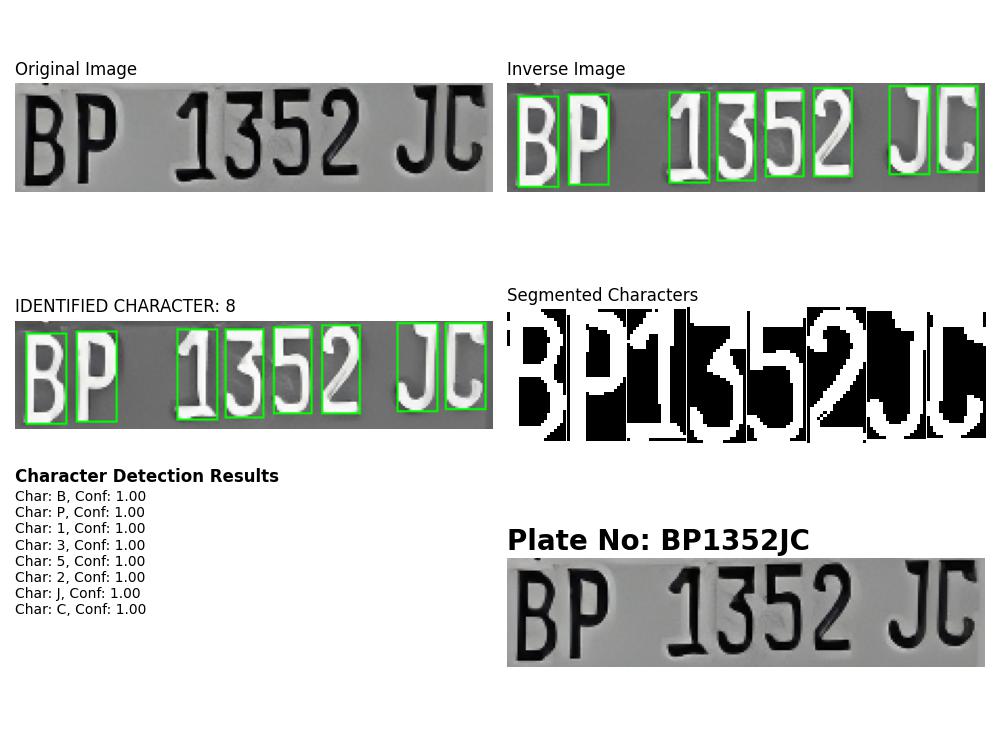 Original Image
BP 1352 JC
Inverse Image
BP 1352 JC
IDENTIFIED CHARACTER: 8
BP 1352 JC
Segmented Characters
BP1352JC
Character Detection Results
Char: B, Conf: 1.00
Char: P, Conf: 1.00
Char: 1, Conf: 1.00
Char: 3, Conf: 1.00
Char: 5, Conf: 1.00
Char: 2, Conf: 1.00
Char: J, Conf: 1.00
Char: C, Conf: 1.00
Plate No: BP1352JC
BP 1352 JC